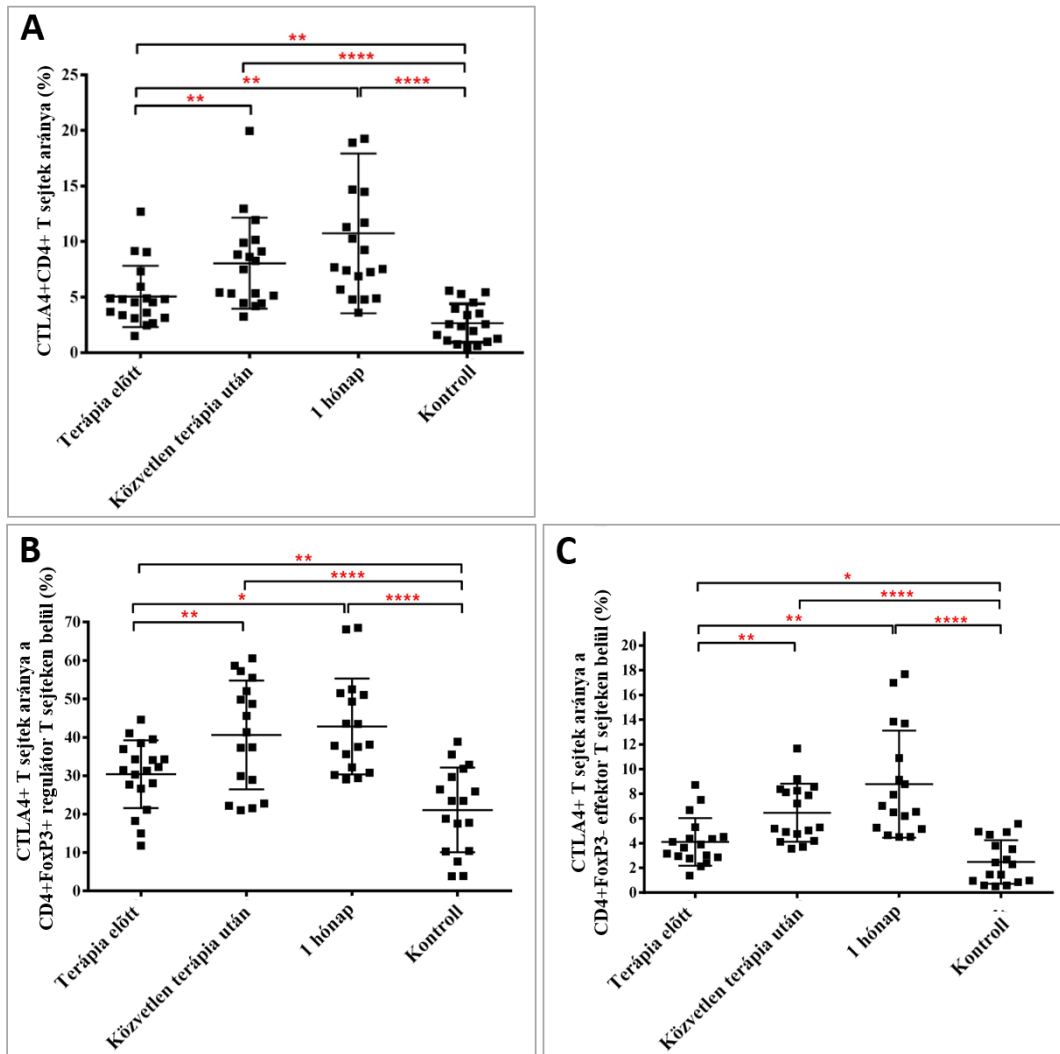 A
**
****
**
****
**
CTLA4+CD4+ T sejtek aránya (%)
25
20
15
10
5
0
Terápia előtt
Közvetlen terápia után
1 hónap
Kontroll
B
**
****
*
****
**
CTLA4+ T sejtek aránya a
CD4+FoxP3+ regulátor T sejteken belül (%)
70
60
50
40
30
20
10
0
Terápia előtt
Közvetlen terápia után
1 hónap
Kontroll
C
*
****
**
****
**
CTLA4+ T sejtek aránya a
CD4+FoxP3- effektor T sejteken belül (%)
20
18
16
14
12
10
8
6
4
2
0
Terápia előtt
Közvetlen terápia után
1 hónap
Kontroll